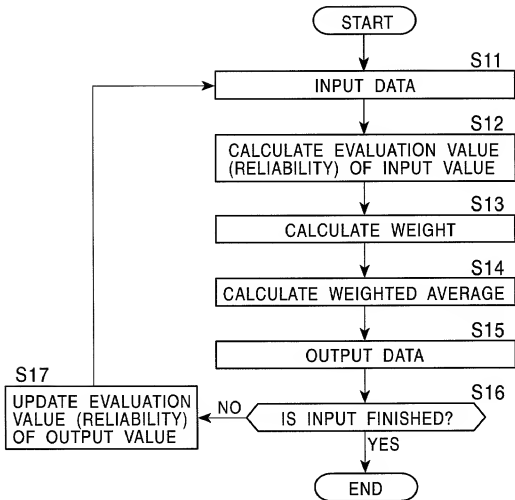 START
S11
INPUT DATA
S12
CALCULATE EVALUATION VALUE
(RELIABILITY) OF INPUT VALUE
S13
CALCULATE WEIGHT
S14
CALCULATE WEIGHTED AVERAGE
S15
OUTPUT DATA
S16
IS INPUT FINISHED?
NO
S17
UPDATE EVALUATION
VALUE (RELIABILITY)
OF OUTPUT VALUE
YES
END